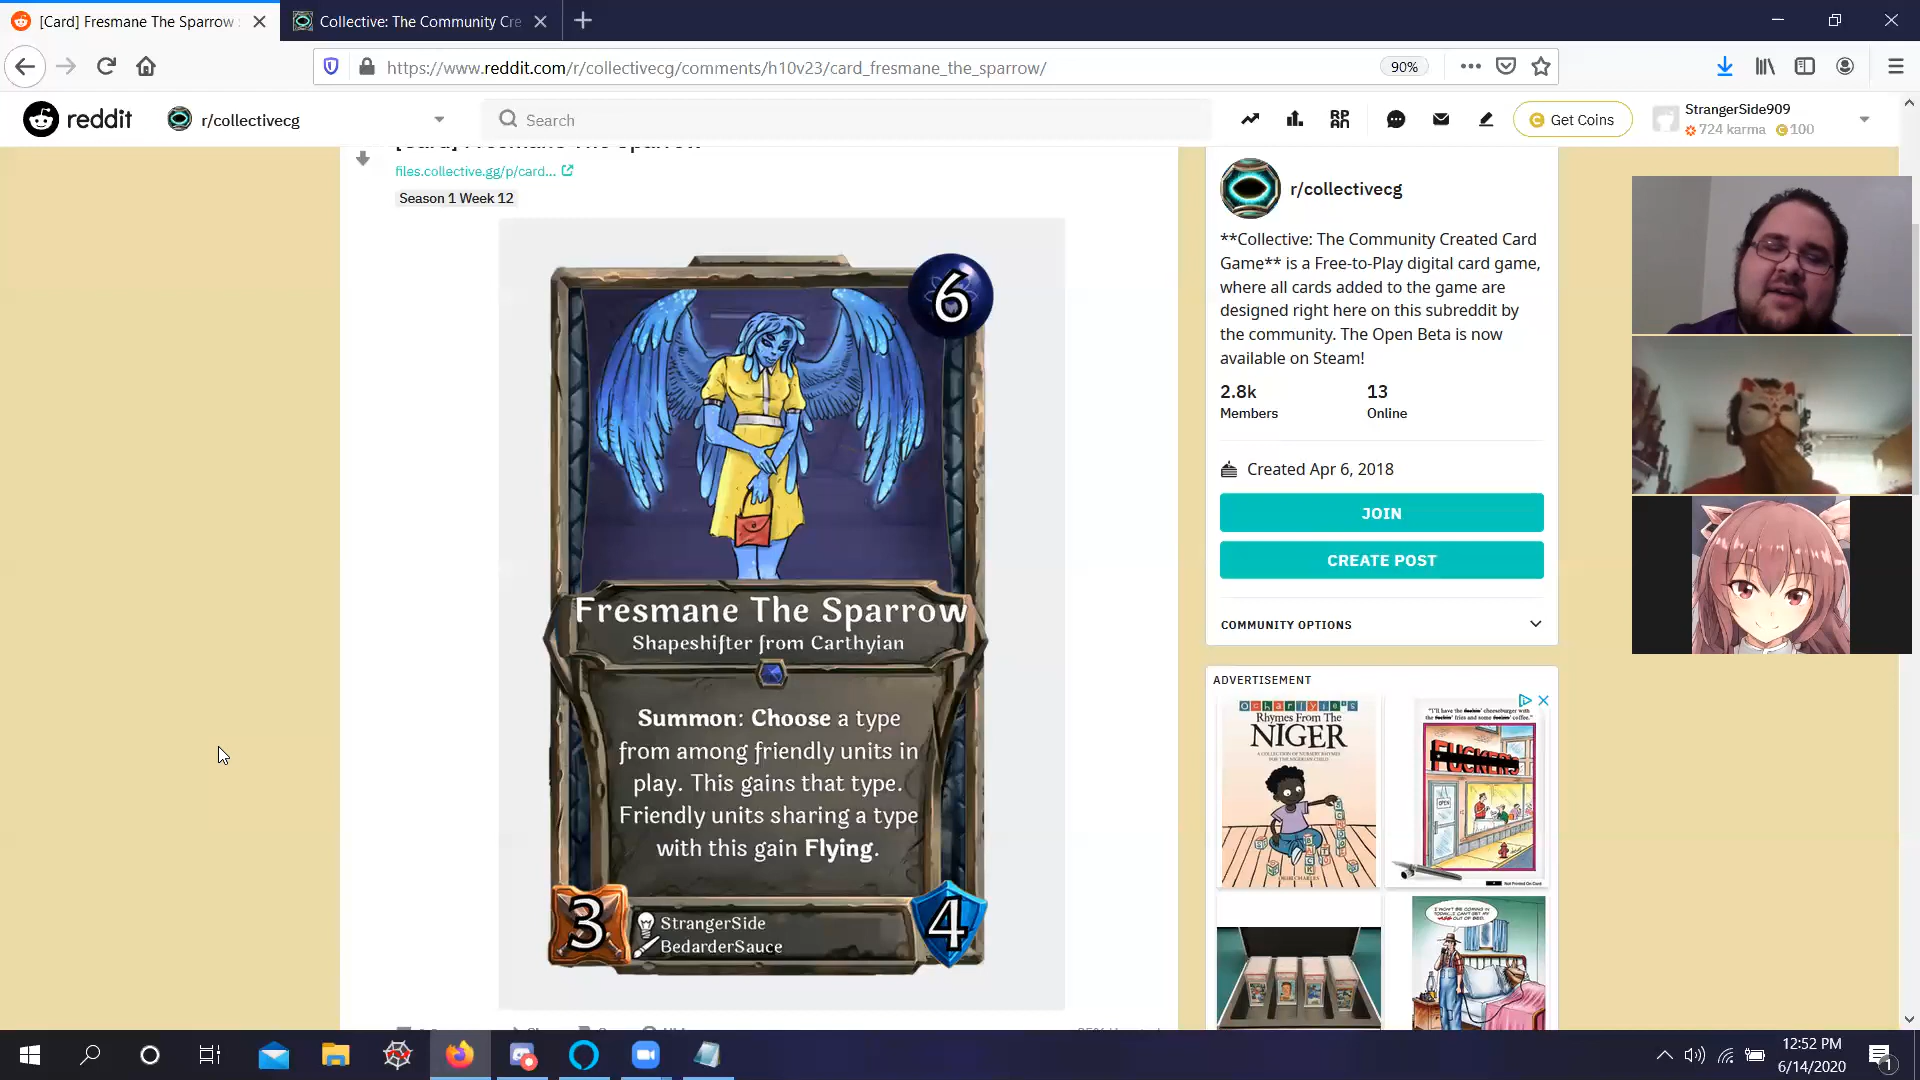 [Card] Fresmane The Sparrow
Collective: The Community Cre
https://www.reddit.com/r/collectivecg/comments/h10v23/card_fresmane_the_sparrow/
90%
reddit
r/collectivecg
Search
Get Coins
StrangerSide909
724 karma
100
[Card] Fresmane The Sparrow
files.collective.gg/p/card...
Season 1 Week 12
6
Fresmane The Sparrow
Shapeshifter from Carthyian
Summon: Choose a type
from among friendly units in
play. This gains that type.
Friendly units sharing a type
with this gain Flying.
3
StrangerSide
BedarderSauce
4
r/collectivecg
**Collective: The Community Created Card
Game** is a Free-to-Play digital card game,
where all cards added to the game are
designed right here on this subreddit by
the community. The Open Beta is now
available on Steam!
2.8k
13
Members
Online
Created Apr 6, 2018
JOIN
CREATE POST
COMMUNITY OPTIONS
ADVERTISEMENT
Rhymes From The
NIGER
OPEN
12:52 PM
6/14/2020
1